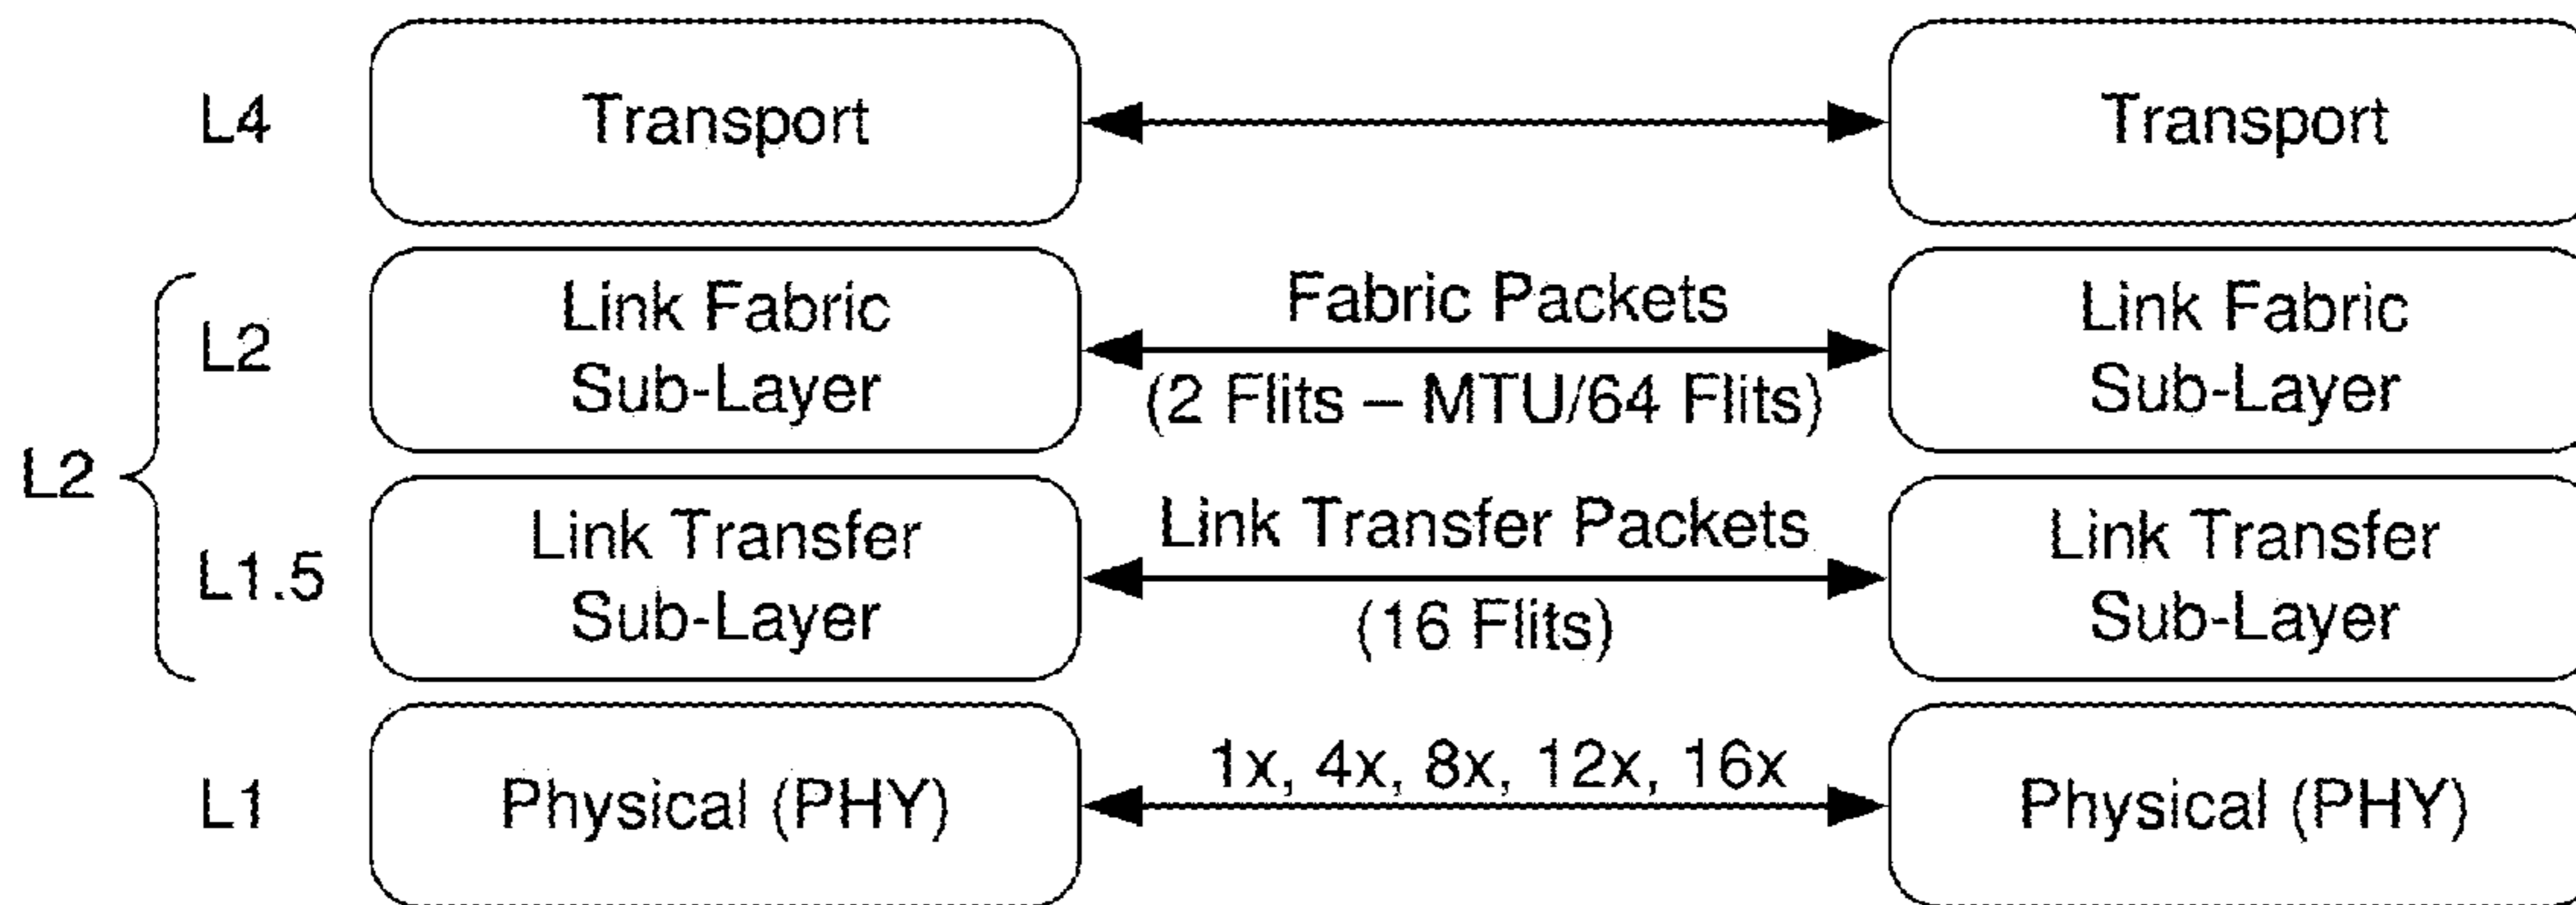 L4
Transport
Transport
L2
L2
Link Fabric
Sub-Layer
Fabric Packets
(2 Flits – MTU/64 Flits)
Link Fabric
Sub-Layer
L1.5
Link Transfer
Sub-Layer
Link Transfer Packets
(16 Flits)
Link Transfer
Sub-Layer
L1
Physical (PHY)
1x, 4x, 8x, 12x, 16x
Physical (PHY)